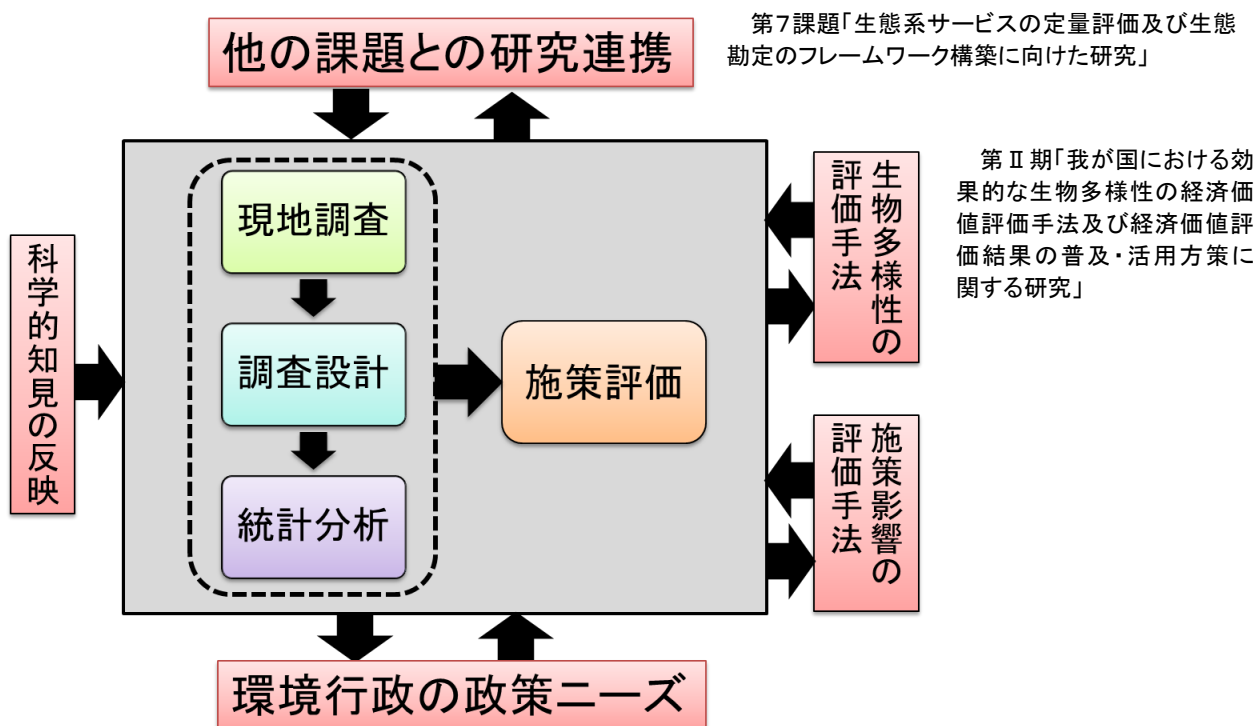 他の課題との研究連携
第7課題「生態系サービスの定量評価及び生態
勘定のフレームワーク構築に向けた研究」
現地調査
調査設計
統計分析
施策評価
科学的知見の反映
生物多様性の
評価手法
第Ⅱ期「我が国における効
果的な生物多様性の経済価
値評価手法及び経済価値評
価結果の普及・活用方策に
関する研究」
施策影響の
評価手法
環境行政の政策ニーズ